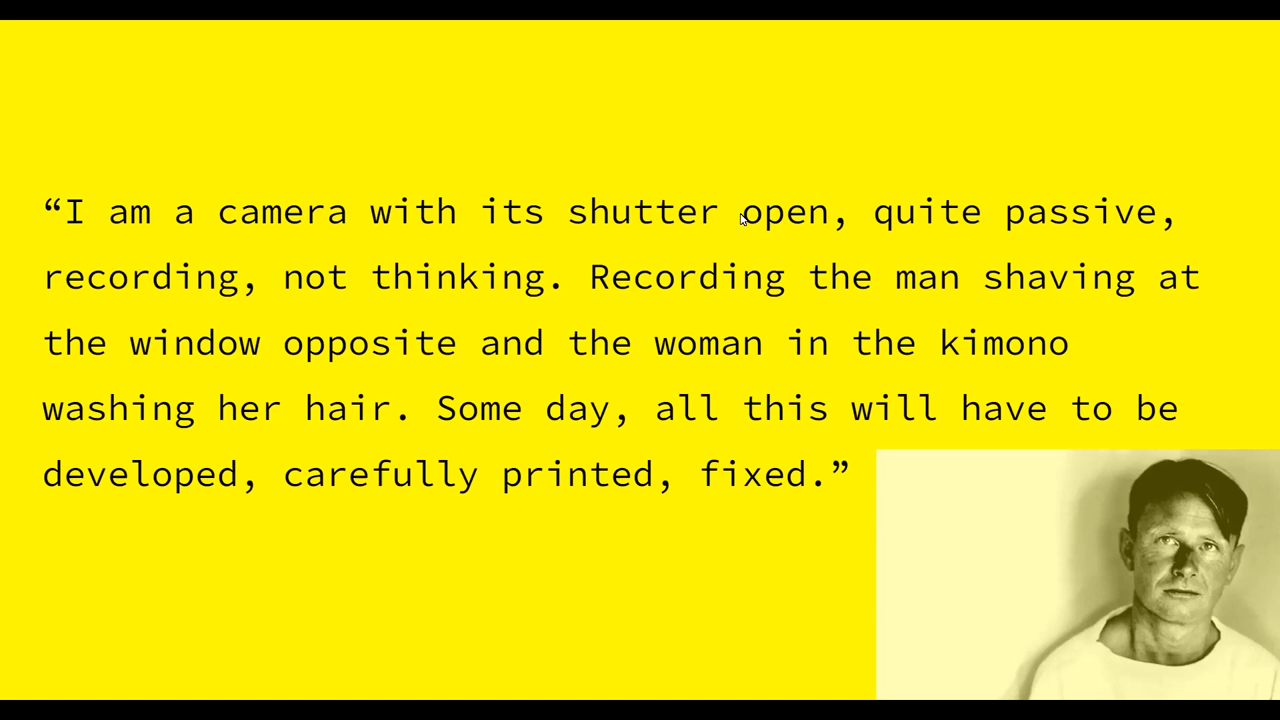 “I am a camera with its shutter open, quite passive,
recording, not thinking. Recording the man shaving at
the window opposite and the woman in the kimono
washing her hair. Some day, all this will have to be
developed, carefully printed, fixed.”